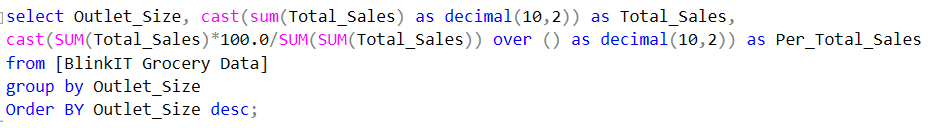 select Outlet_Size, cast(sum(Total_Sales) as decimal(10,2)) as Total_Sales,
cast(SUM(Total_Sales)*100.0/SUM(SUM(Total_Sales)) over () as decimal(10,2)) as Per_Total_Sales
from [BlinkIT Grocery Data]
group by Outlet_Size
Order BY Outlet_Size desc;